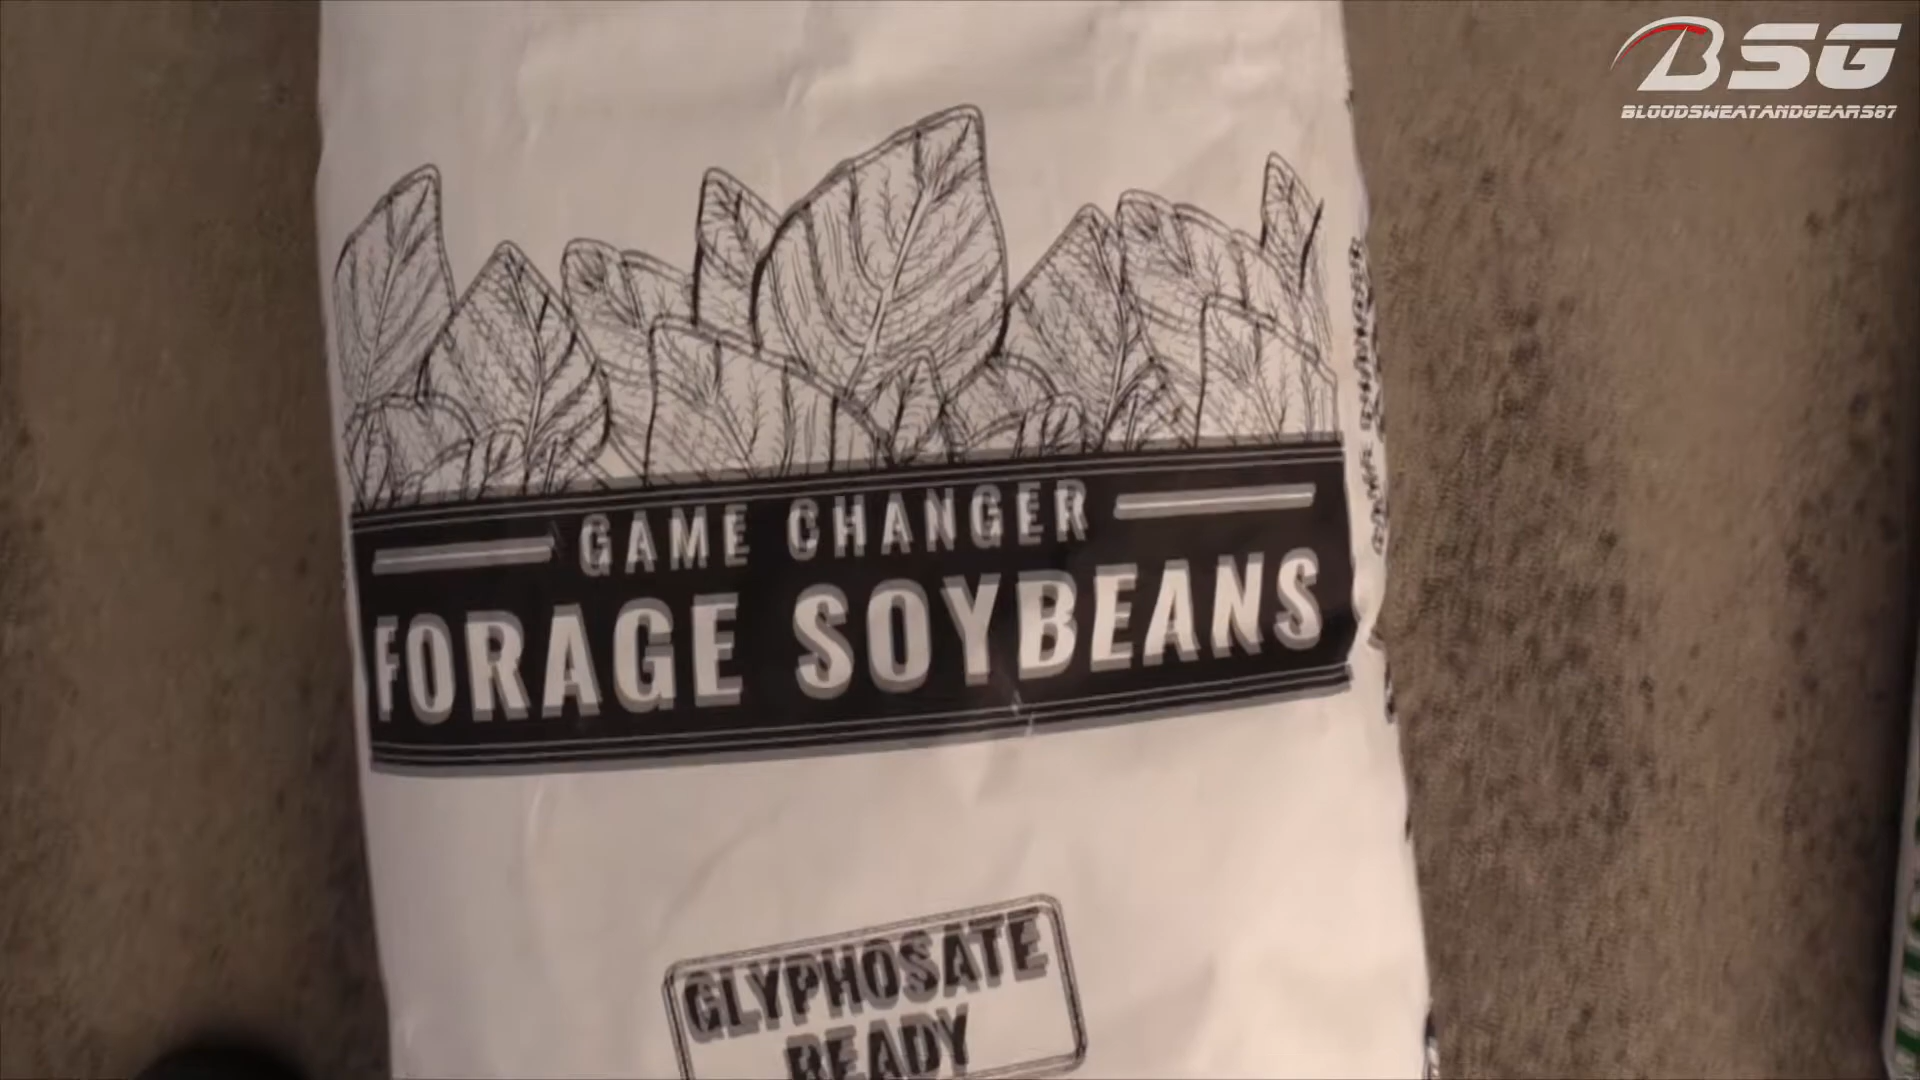 BSG
BLOODSWEATANDGEARS87
GAME CHANGER
FORAGE SOYBEANS
GLYPHOSATE
READY